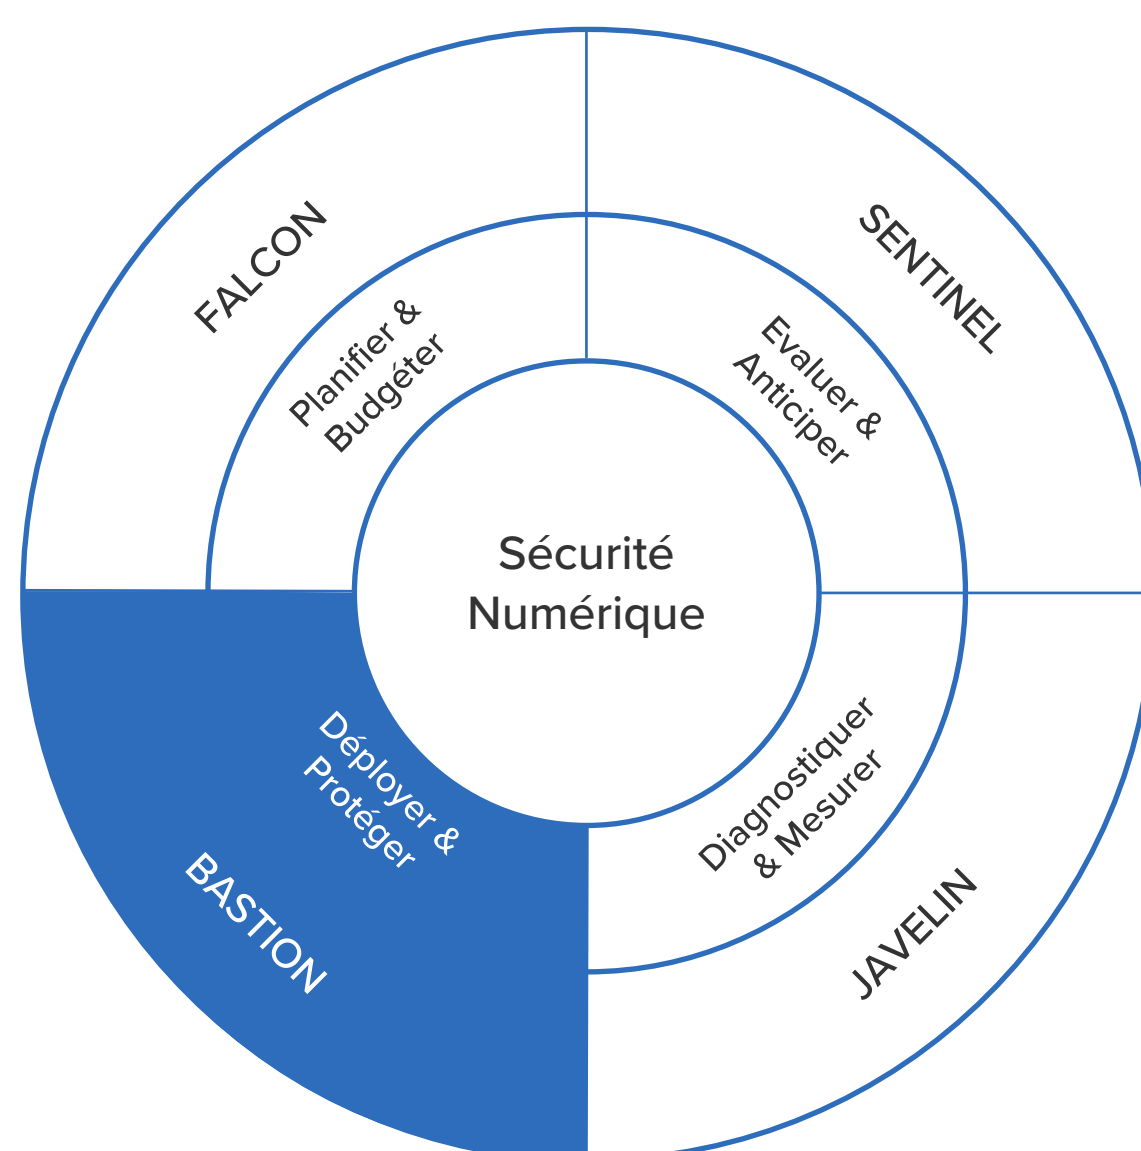 FALCON
SENTINEL
Planifier &
Budgéter
Evaluer &
Anticiper
Sécurité
Numérique
Déployer &
Protéger
Diagnostiquer
& Mesurer
BASTION
JAVELIN